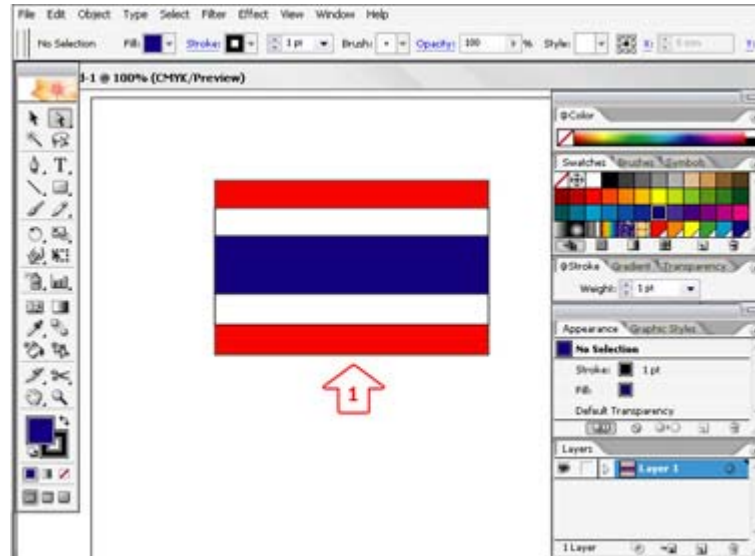 File Edit Object Type Select Filter Effect View Window Help
No Selection Fill: Stroke: 1 pt Brush: Opacity: 100 % Style: X: 0 mm
d-1 @ 100% (CMYK/Preview)
Color
Swatches Brushes Symbols
Stroke Gradient Transparency
Weight: 1 pt
Appearance Graphic Styles
No Selection
Stroke: 1 pt
Fill:
Default Transparency
Layers
Layer 1
1 Layer
1